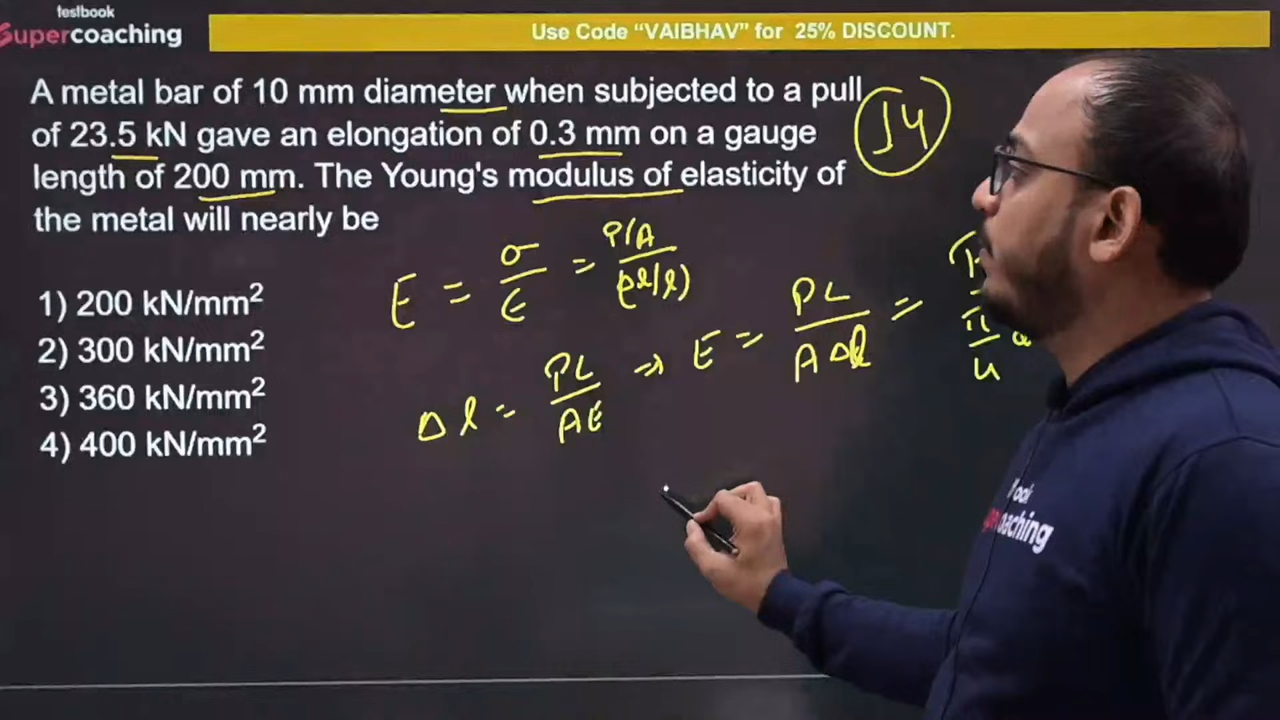 testbook
Supercoaching
Use Code “VAIBHAV” for 25% DISCOUNT.
A metal bar of 10 mm diameter when subjected to a pull
of 23.5 kN gave an elongation of 0.3 mm on a gauge
length of 200 mm. The Young's modulus of elasticity of
the metal will nearly be
1) 200 kN/mm²
2) 300 kN/mm²
3) 360 kN/mm²
4) 400 kN/mm²
E = σ/ε = P/A
E = PL/AΔl =
Δl = PL/AE ⇒
coaching